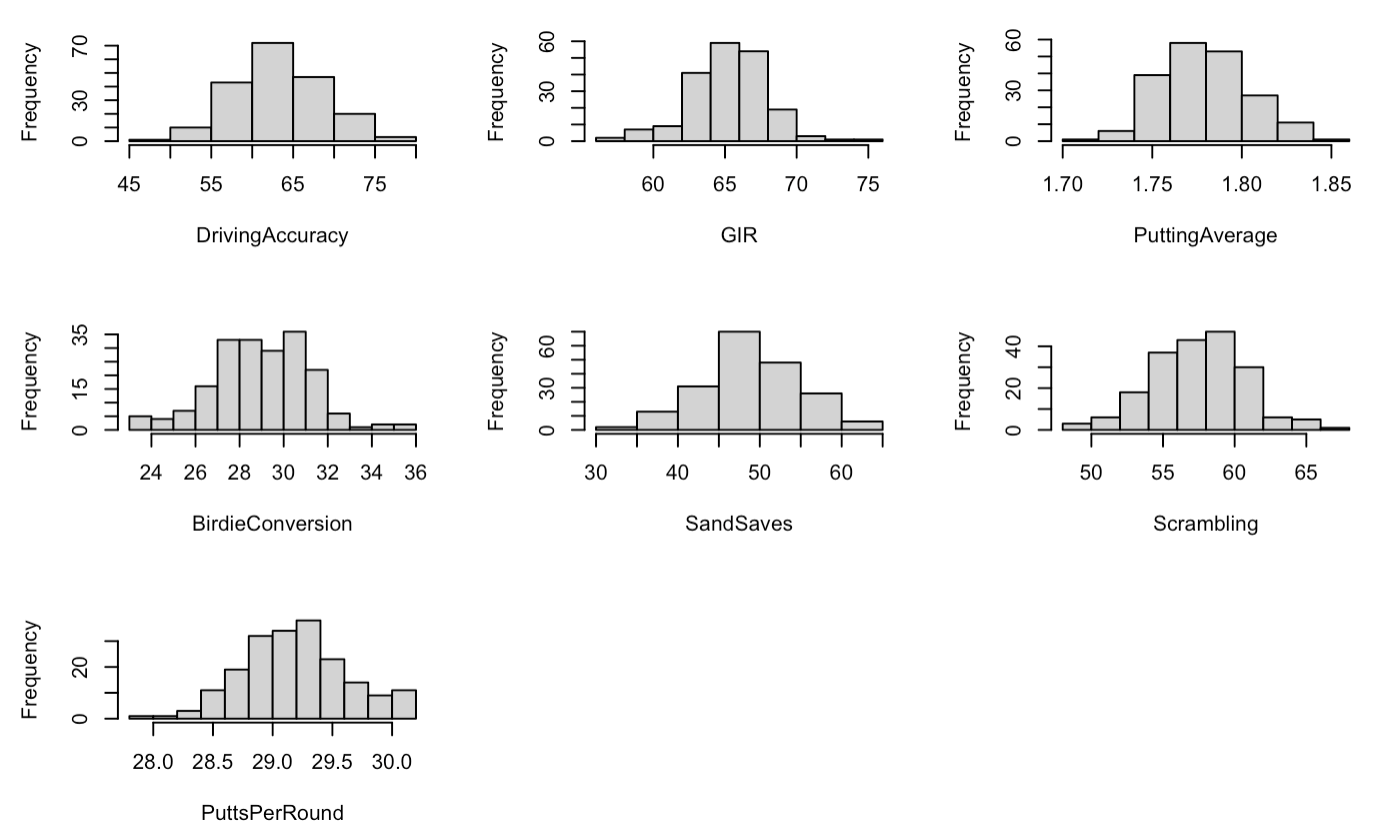 Frequency
0 30 70
45 55 65 75
DrivingAccuracy
Frequency
0 30 60
60 65 70 75
GIR
Frequency
0 30 60
1.70 1.75 1.80 1.85
PuttingAverage
Frequency
0 15 35
24 26 28 30 32 34 36
BirdieConversion
Frequency
0 30 60
30 40 50 60
SandSaves
Frequency
0 20 40
50 55 60 65
Scrambling
Frequency
0 20
28.0 28.5 29.0 29.5 30.0
PuttsPerRound